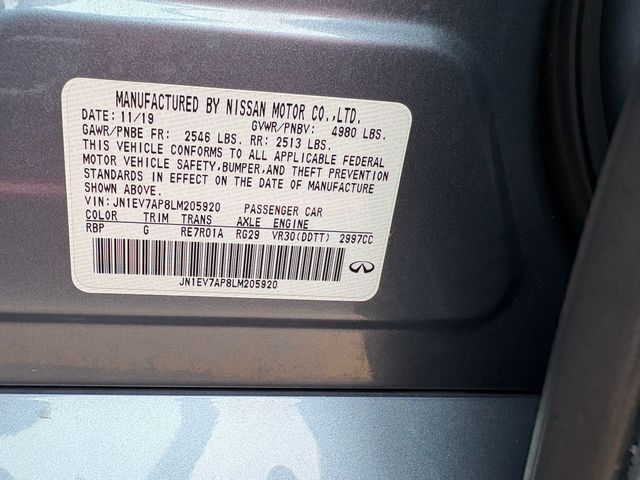 MANUFACTURED BY NISSAN MOTOR CO.,LTD.
DATE: 11/19 GVWR/PNBV: 4980 LBS.
GAWR/PNBE FR: 2546 LBS. RR: 2513 LBS.
THIS VEHICLE CONFORMS TO ALL APPLICABLE FEDERAL
MOTOR VEHICLE SAFETY,BUMPER,AND THEFT PREVENTION
STANDARDS IN EFFECT ON THE DATE OF MANUFACTURE
SHOWN ABOVE.
VIN: JN1EV7AP8LM205920 PASSENGER CAR
COLOR TRIM TRANS AXLE ENGINE
RBP G RE7R01A RG29 VR30(DDTT) 2997CC
JN1EV7AP8LM205920